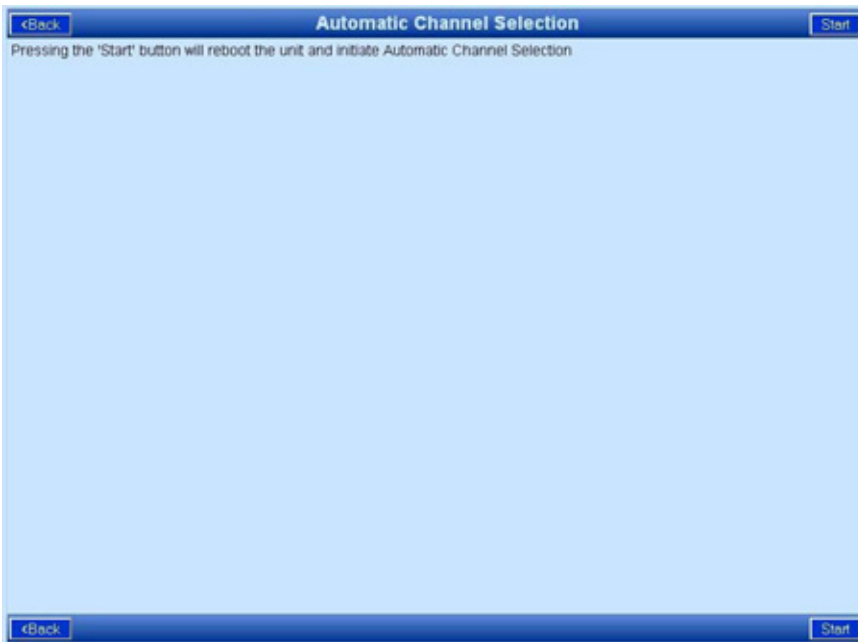 <Back Automatic Channel Selection Start
Pressing the 'Start' button will reboot the unit and initiate Automatic Channel Selection
<Back Start